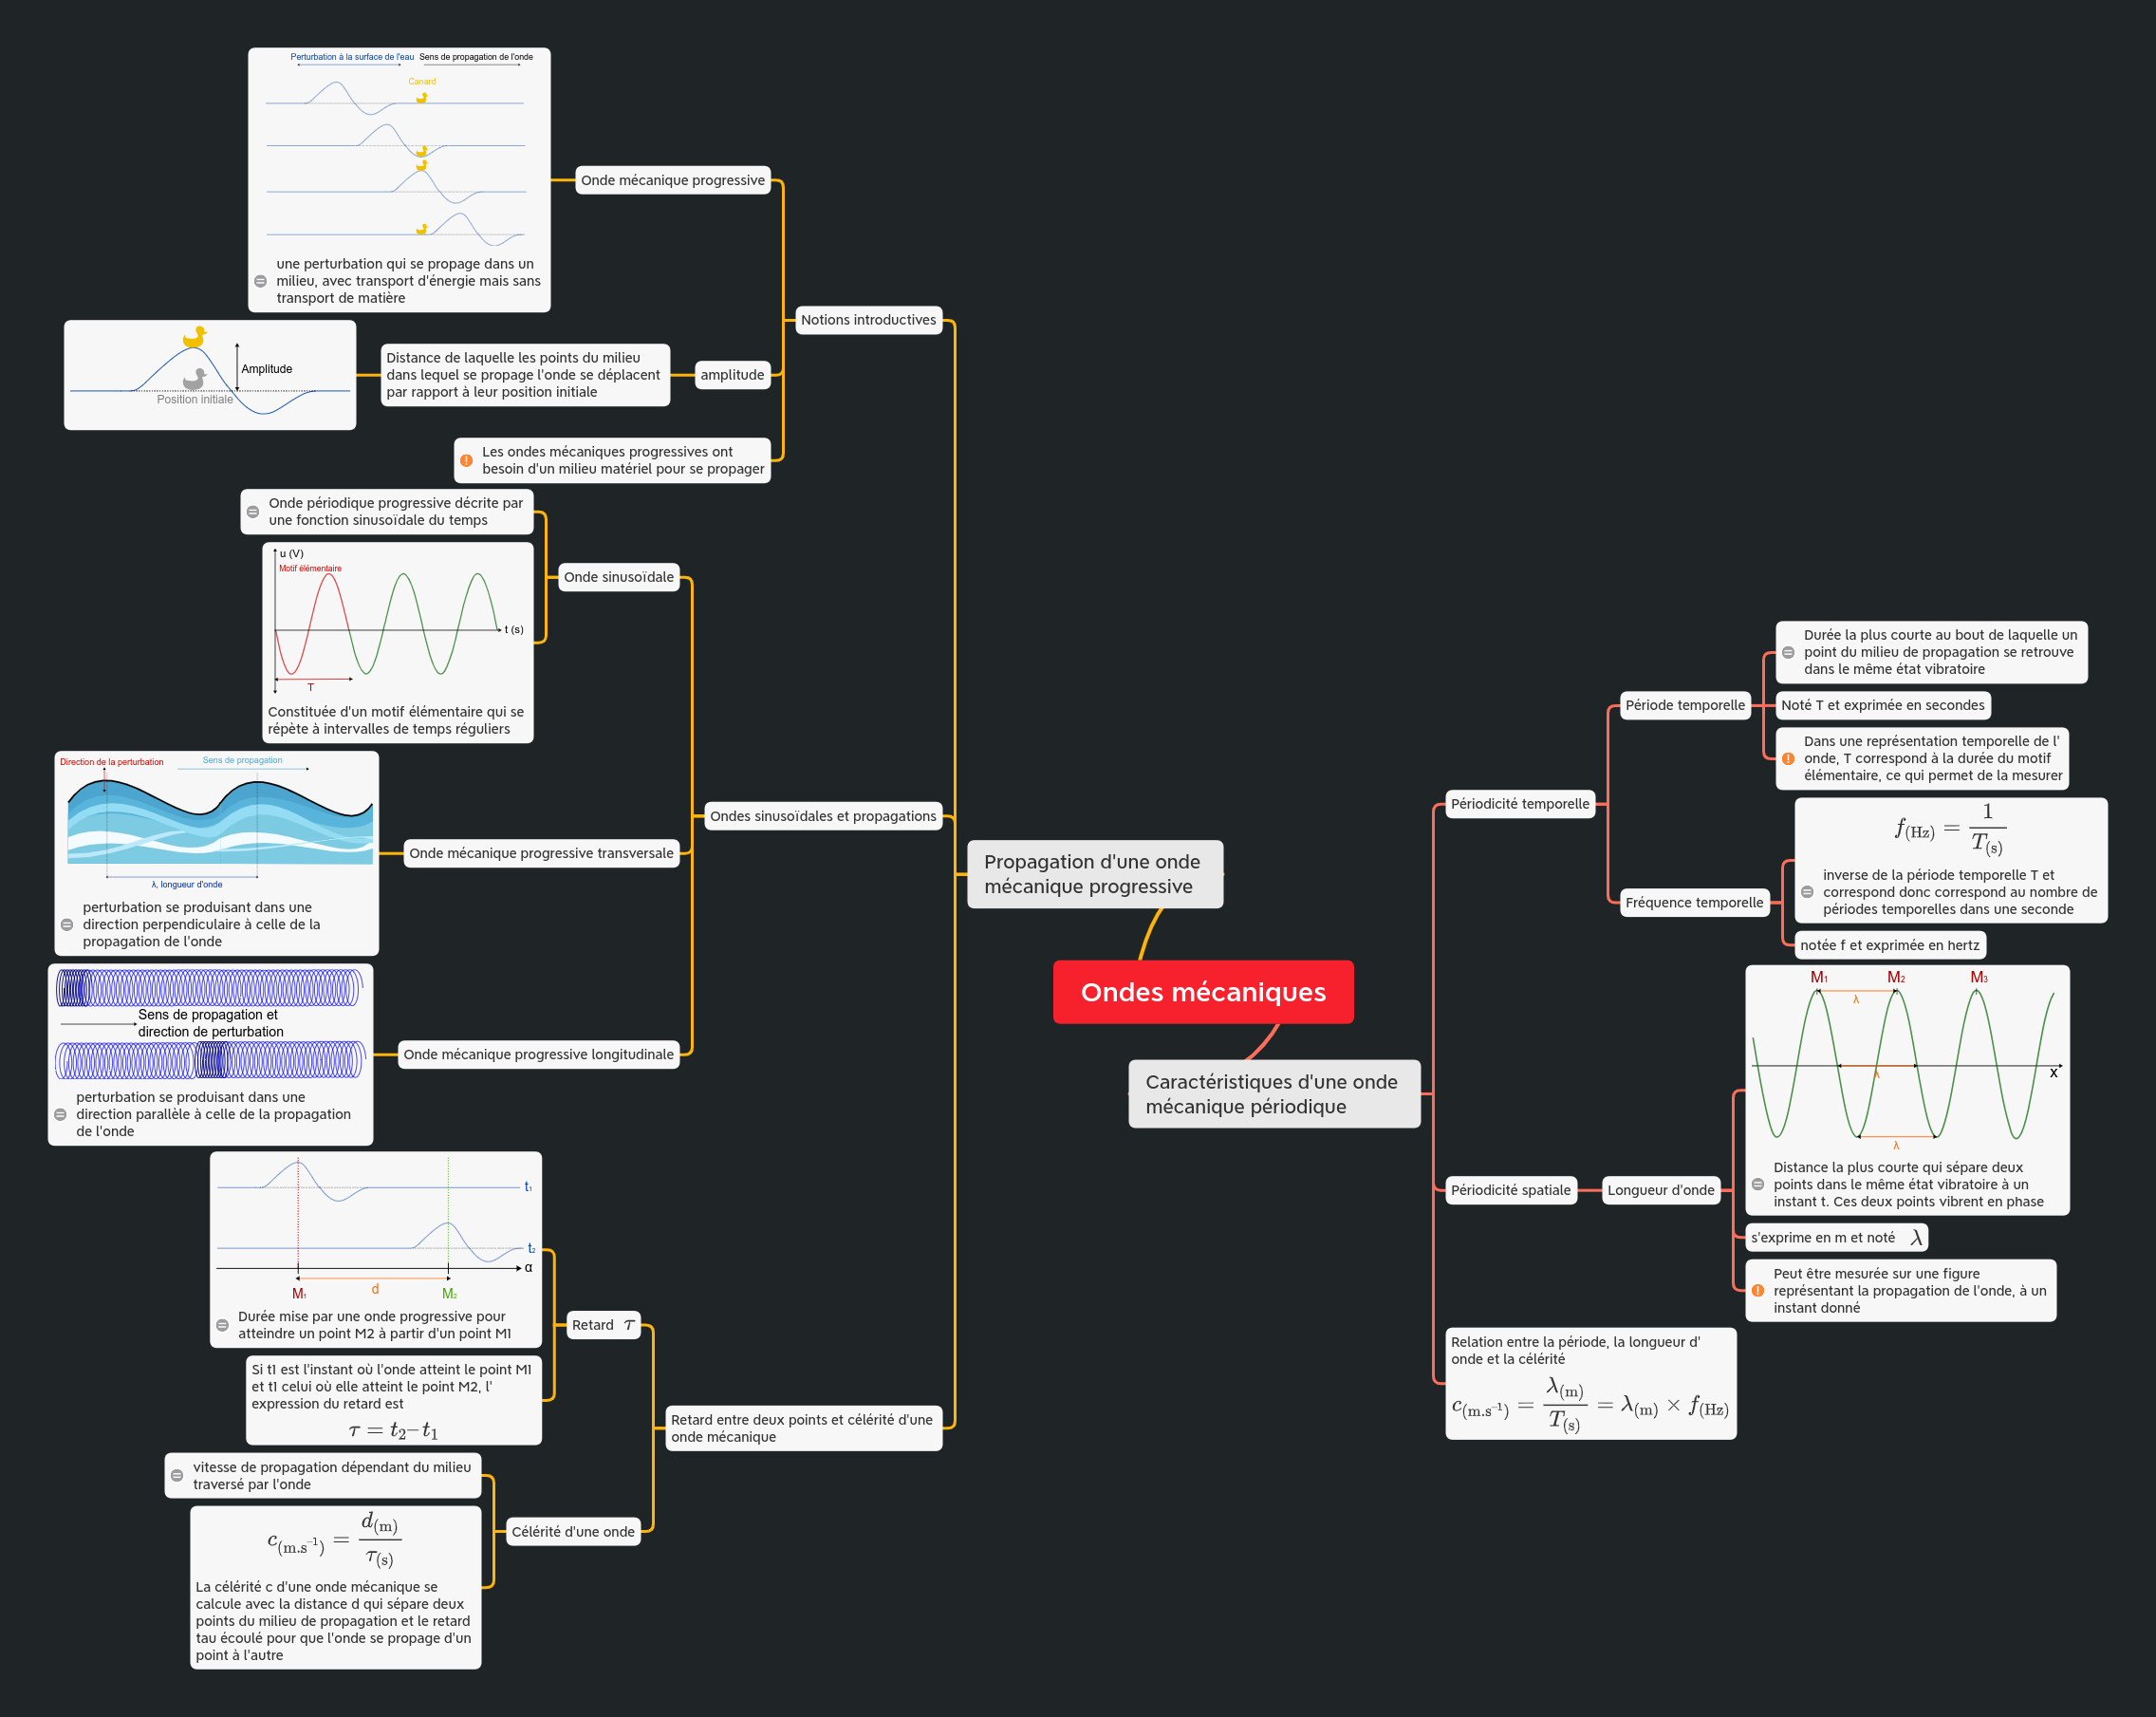 Ondes mécaniques
Propagation d'une onde
mécanique progressive
Notions introductives
Onde mécanique progressive
Perturbation à la surface de l'eau
Sens de propagation de l'onde
Canard
une perturbation qui se propage dans un
milieu, avec transport d'énergie mais sans
transport de matière
amplitude
Distance de laquelle les points du milieu
dans lequel se propage l'onde se déplacent
par rapport à leur position initiale
Amplitude
Position initiale
Les ondes mécaniques progressives ont
besoin d'un milieu matériel pour se propager
Ondes sinusoïdales et propagations
Onde sinusoïdale
Onde périodique progressive décrite par
une fonction sinusoïdale du temps
u (V)
Motif élémentaire
t (s)
T
Constituée d'un motif élémentaire qui se
répète à intervalles de temps réguliers
Onde mécanique progressive transversale
Direction de la perturbation
Sens de propagation
λ, longueur d'onde
perturbation se produisant dans une
direction perpendiculaire à celle de la
propagation de l'onde
Onde mécanique progressive longitudinale
Sens de propagation et
direction de perturbation
perturbation se produisant dans une
direction parallèle à celle de la propagation
de l'onde
Retard entre deux points et célérité d'une
onde mécanique
Retard τ
t₁
t₂
α
M₁
d
M₂
Durée mise par une onde progressive pour
atteindre un point M2 à partir d'un point M1
Si t1 est l'instant où l'onde atteint le point M1
et t1 celui où elle atteint le point M2, l'
expression du retard est
τ = t₂–t₁
Célérité d'une onde
vitesse de propagation dépendant du milieu
traversé par l'onde
c(m.s⁻¹) = d(m) / τ(s)
La célérité c d'une onde mécanique se
calcule avec la distance d qui sépare deux
points du milieu de propagation et le retard
tau écoulé pour que l'onde se propage d'un
point à l'autre
Caractéristiques d'une onde
mécanique périodique
Périodicité temporelle
Période temporelle
Durée la plus courte au bout de laquelle un
point du milieu de propagation se retrouve
dans le même état vibratoire
Noté T et exprimée en secondes
Dans une représentation temporelle de l'
onde, T correspond à la durée du motif
élémentaire, ce qui permet de la mesurer
Fréquence temporelle
f(Hz) = 1 / T(s)
inverse de la période temporelle T et
correspond donc correspond au nombre de
périodes temporelles dans une seconde
notée f et exprimée en hertz
Périodicité spatiale
Longueur d'onde
M₁
M₂
M₃
λ
λ
x
λ
Distance la plus courte qui sépare deux
points dans le même état vibratoire à un
instant t. Ces deux points vibrent en phase
s'exprime en m et noté λ
Peut être mesurée sur une figure
représentant la propagation de l'onde, à un
instant donné
Relation entre la période, la longueur d'
onde et la célérité
c(m.s⁻¹) = λ(m) / T(s) = λ(m) × f(Hz)